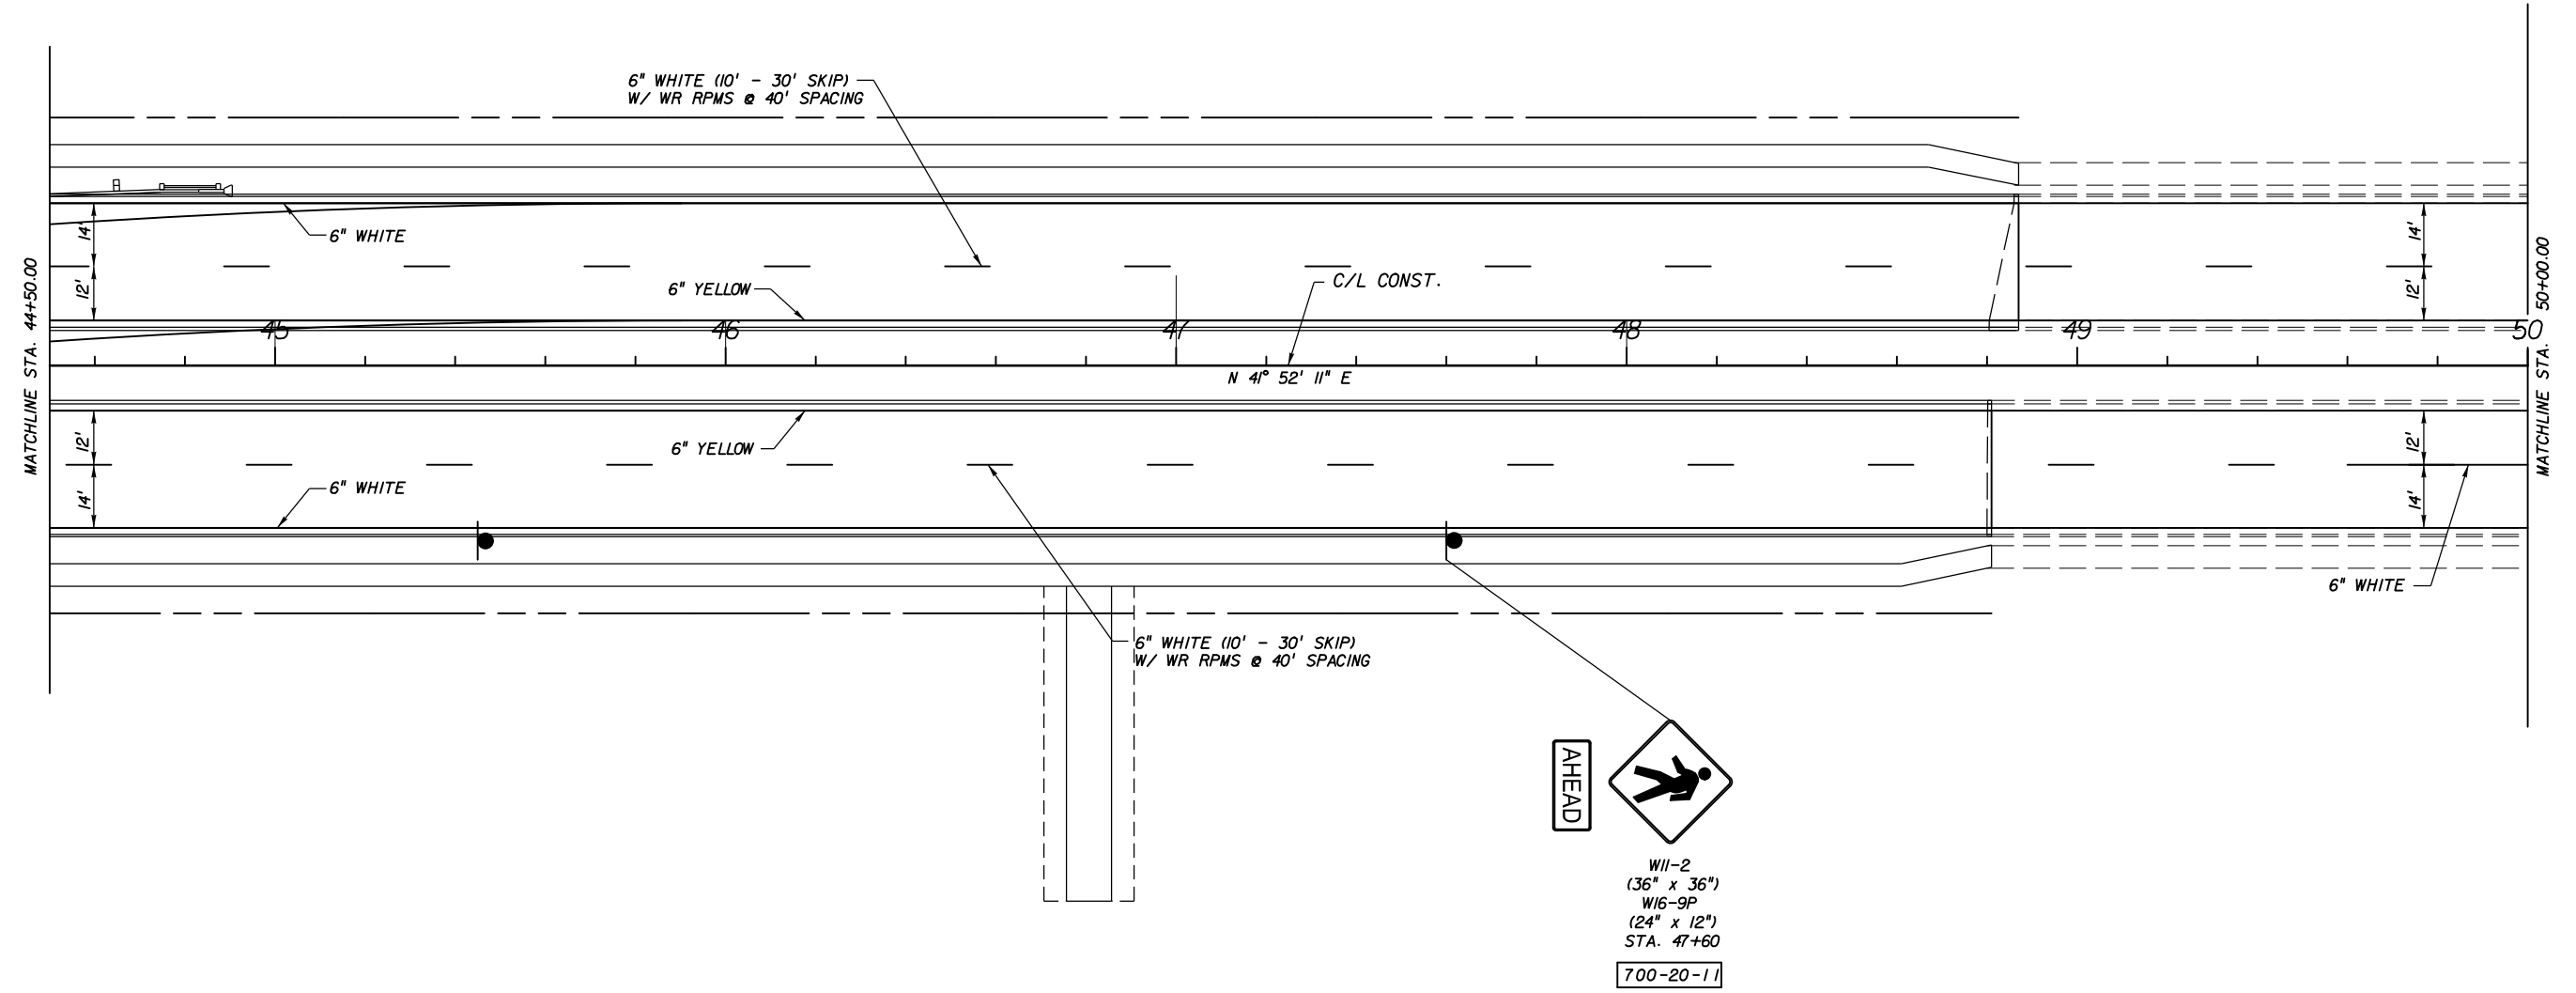 6" WHITE (10' - 30' SKIP)
W/ WR RPMS @ 40' SPACING
14'
6" WHITE
14'
MATCHLINE STA. 44+50.00
12'
6" YELLOW
C/L CONST.
12'
MATCHLINE STA. 50+00.00
45
46
47
48
49
50
N 41° 52' 11" E
12'
6" YELLOW
12'
14'
6" WHITE
14'
6" WHITE
6" WHITE (10' - 30' SKIP)
W/ WR RPMS @ 40' SPACING
AHEAD
W11-2
(36" x 36")
W16-9P
(24" x 12")
STA. 47+60
700-20-11